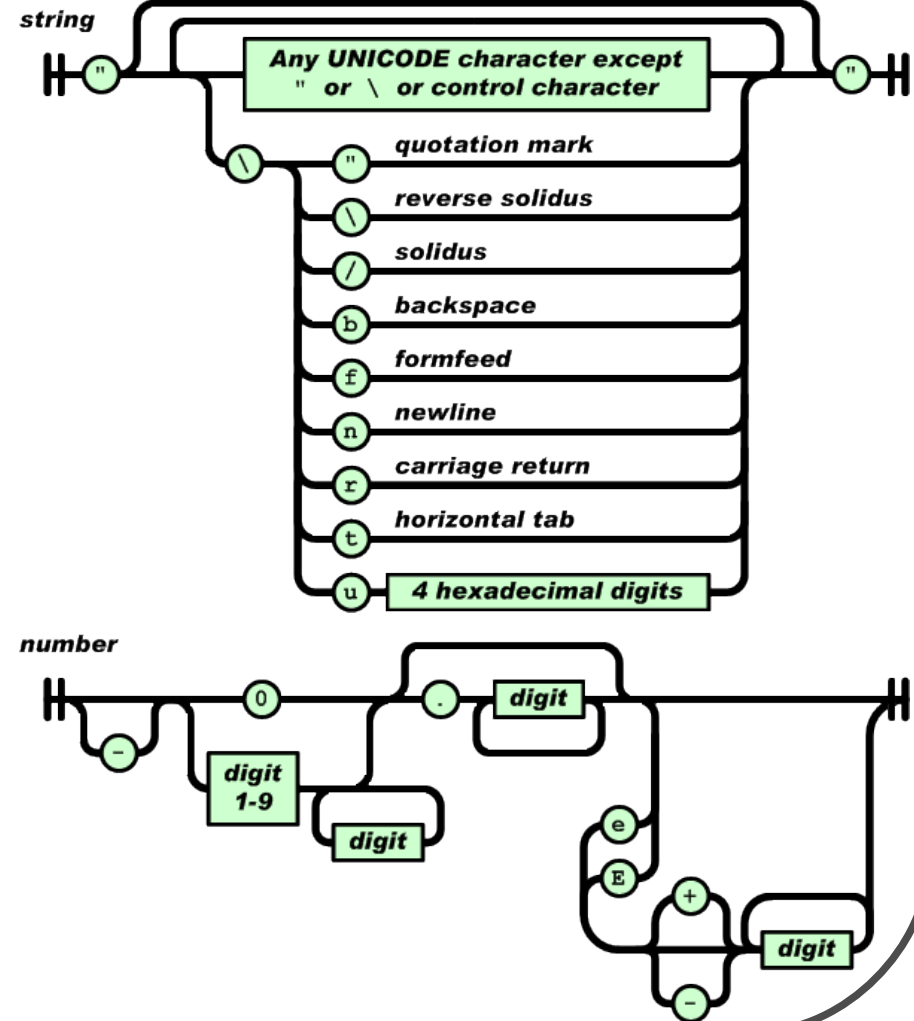 string
"
Any UNICODE character except
" or \ or control character
"
\
" quotation mark
\ reverse solidus
/ solidus
b backspace
f formfeed
n newline
r carriage return
t horizontal tab
u 4 hexadecimal digits
number
0
. digit
-
digit
1-9
digit
e
E
+
digit
-